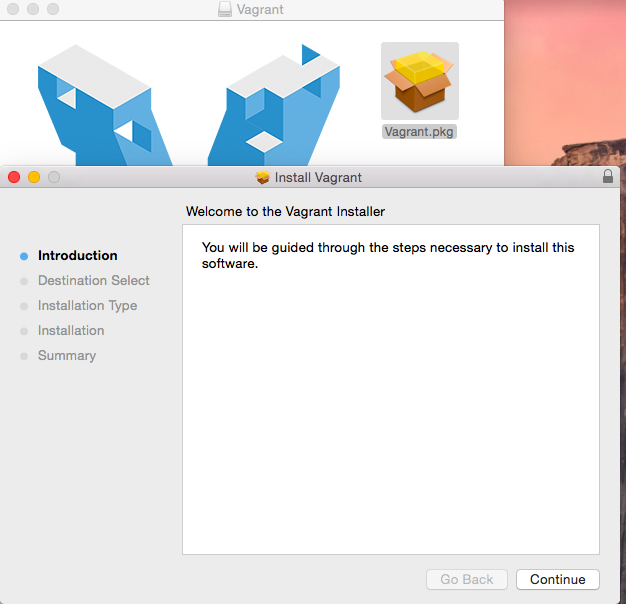 Vagrant
Vagrant.pkg
Install Vagrant
Welcome to the Vagrant Installer
You will be guided through the steps necessary to install this
software.
Introduction
Destination Select
Installation Type
Installation
Summary
Go Back
Continue